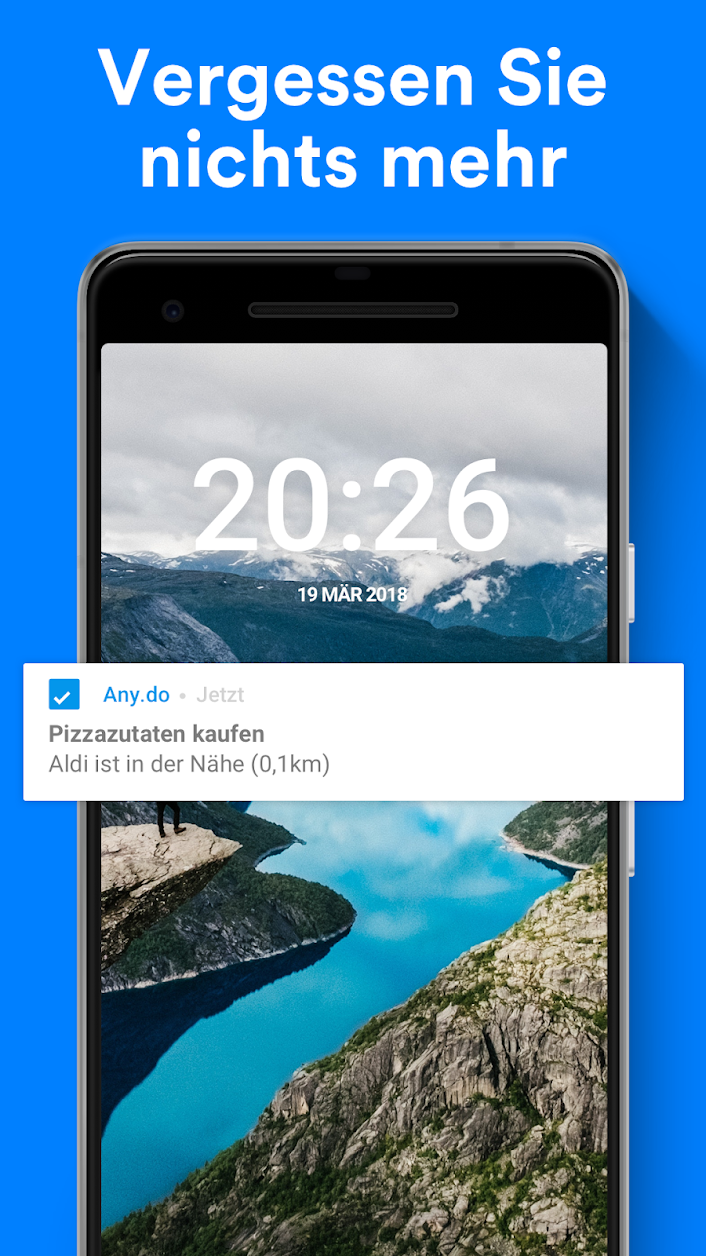 Vergessen Sie
nichts mehr
20:26
19 MÄR 2018
Any.do • Jetzt
Pizzazutaten kaufen
Aldi ist in der Nähe (0,1km)